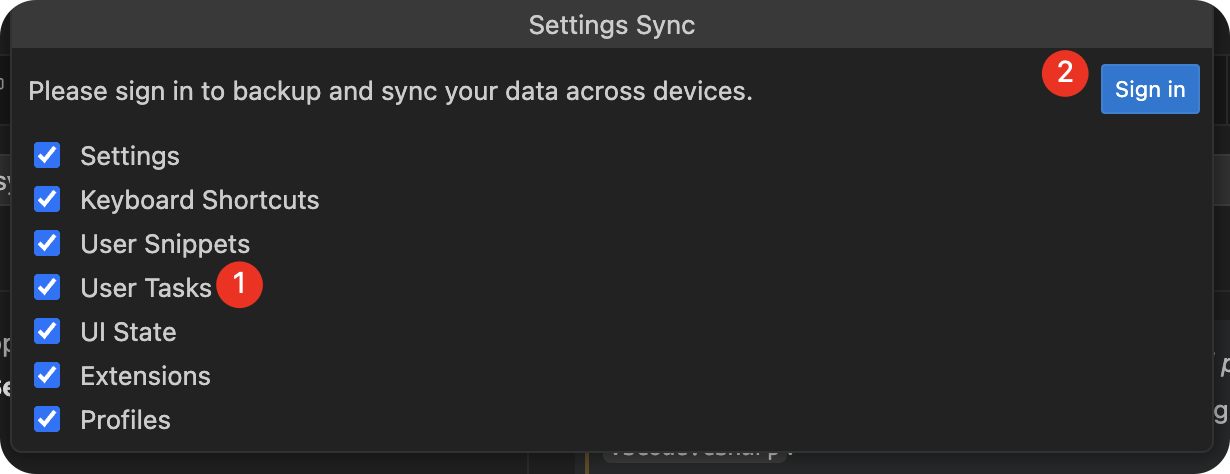 Settings Sync
Please sign in to backup and sync your data across devices.
2
Sign in
Settings
Keyboard Shortcuts
User Snippets
User Tasks 1
UI State
Extensions
Profiles